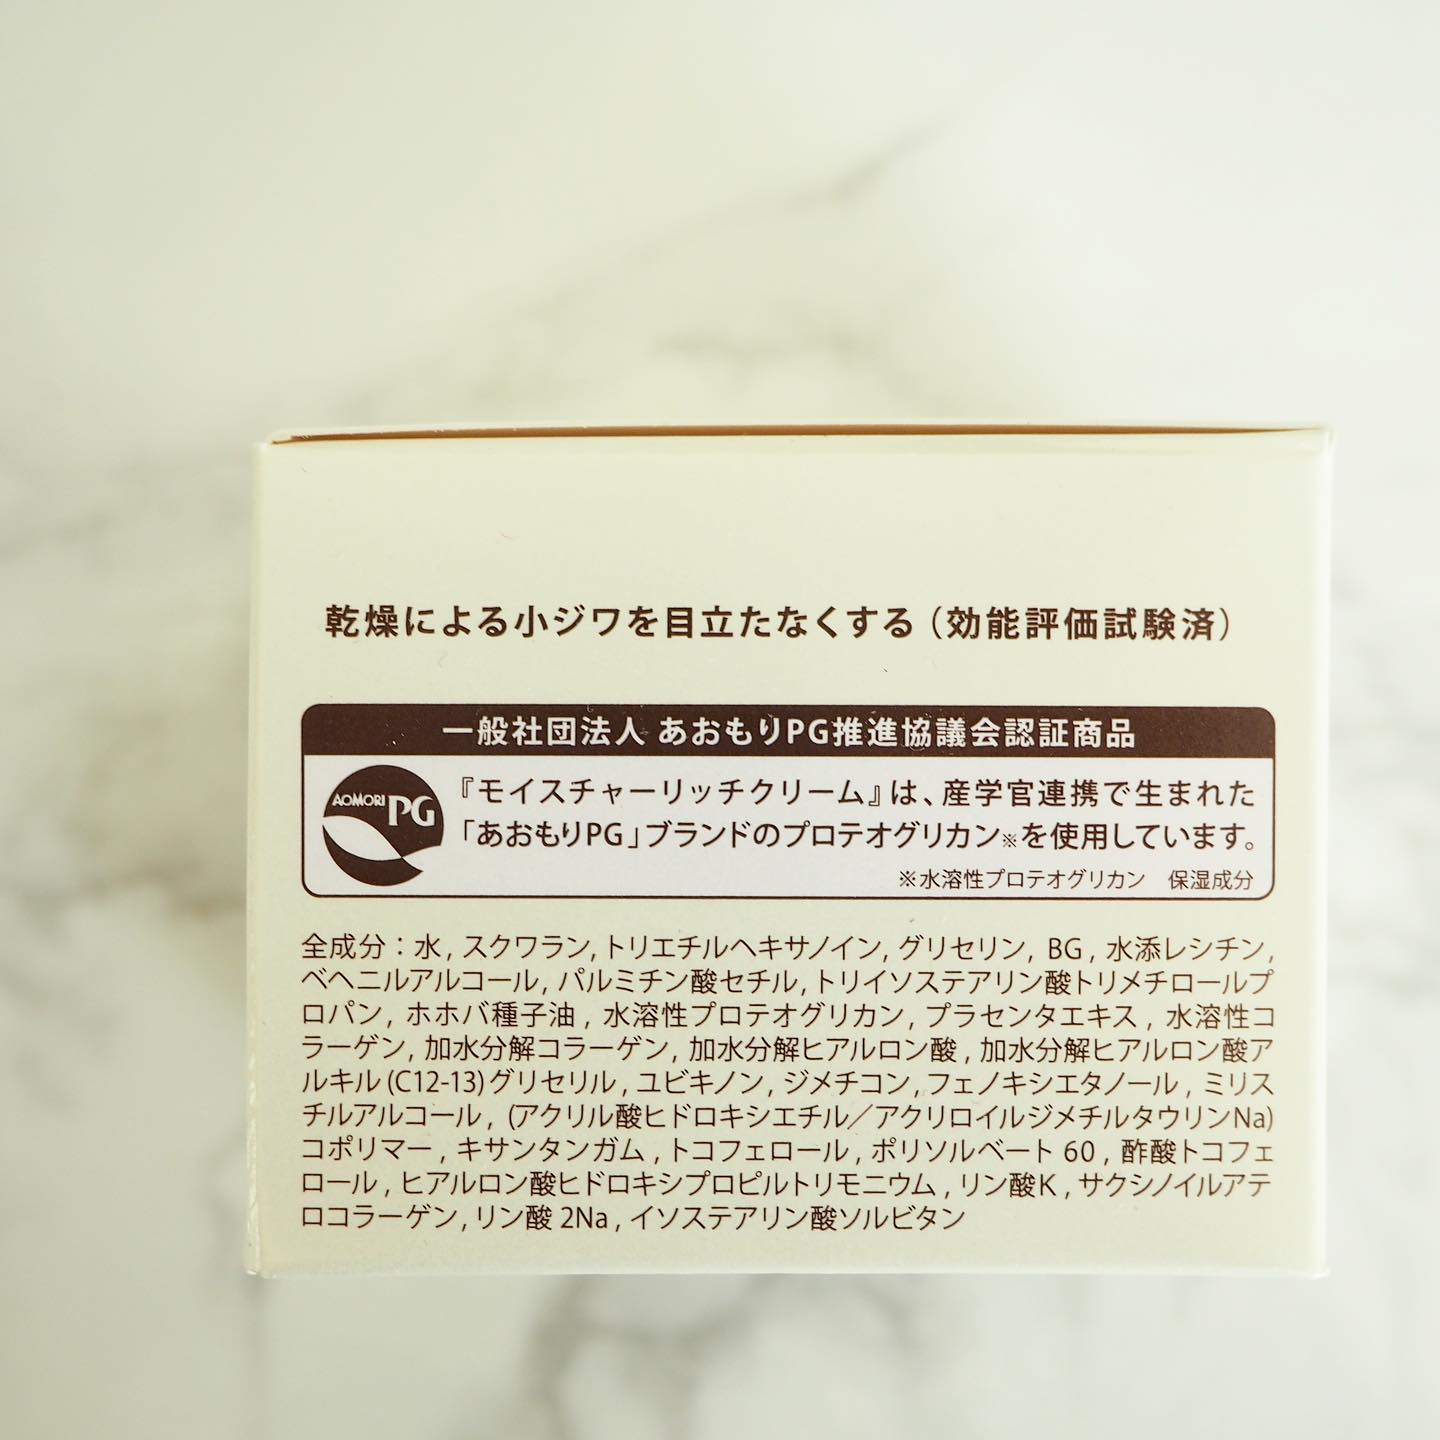 乾燥による小ジワを目立たなくする（効能評価試験済）
一般社団法人 あおもりPG推進協議会認証商品
AOMORI PG
『モイスチャーリッチクリーム』は、産学官連携で生まれた
「あおもりPG」ブランドのプロテオグリカン※を使用しています。
※水溶性プロテオグリカン　保湿成分
全成分：水, スクワラン, トリエチルヘキサノイン, グリセリン, BG, 水添レシチン,
ベヘニルアルコール, パルミチン酸セチル, トリイソステアリン酸トリメチロールプ
ロパン, ホホバ種子油, 水溶性プロテオグリカン, プラセンタエキス, 水溶性コ
ラーゲン, 加水分解コラーゲン, 加水分解ヒアルロン酸, 加水分解ヒアルロン酸ア
ルキル(C12-13)グリセリル, ユビキノン, ジメチコン, フェノキシエタノール, ミリス
チルアルコール, (アクリル酸ヒドロキシエチル／アクリロイルジメチルタウリンNa)
コポリマー, キサンタンガム, トコフェロール, ポリソルベート60, 酢酸トコフェ
ロール, ヒアルロン酸ヒドロキシプロピルトリモニウム, リン酸K, サクシノイルアテ
ロコラーゲン, リン酸2Na, イソステアリン酸ソルビタン